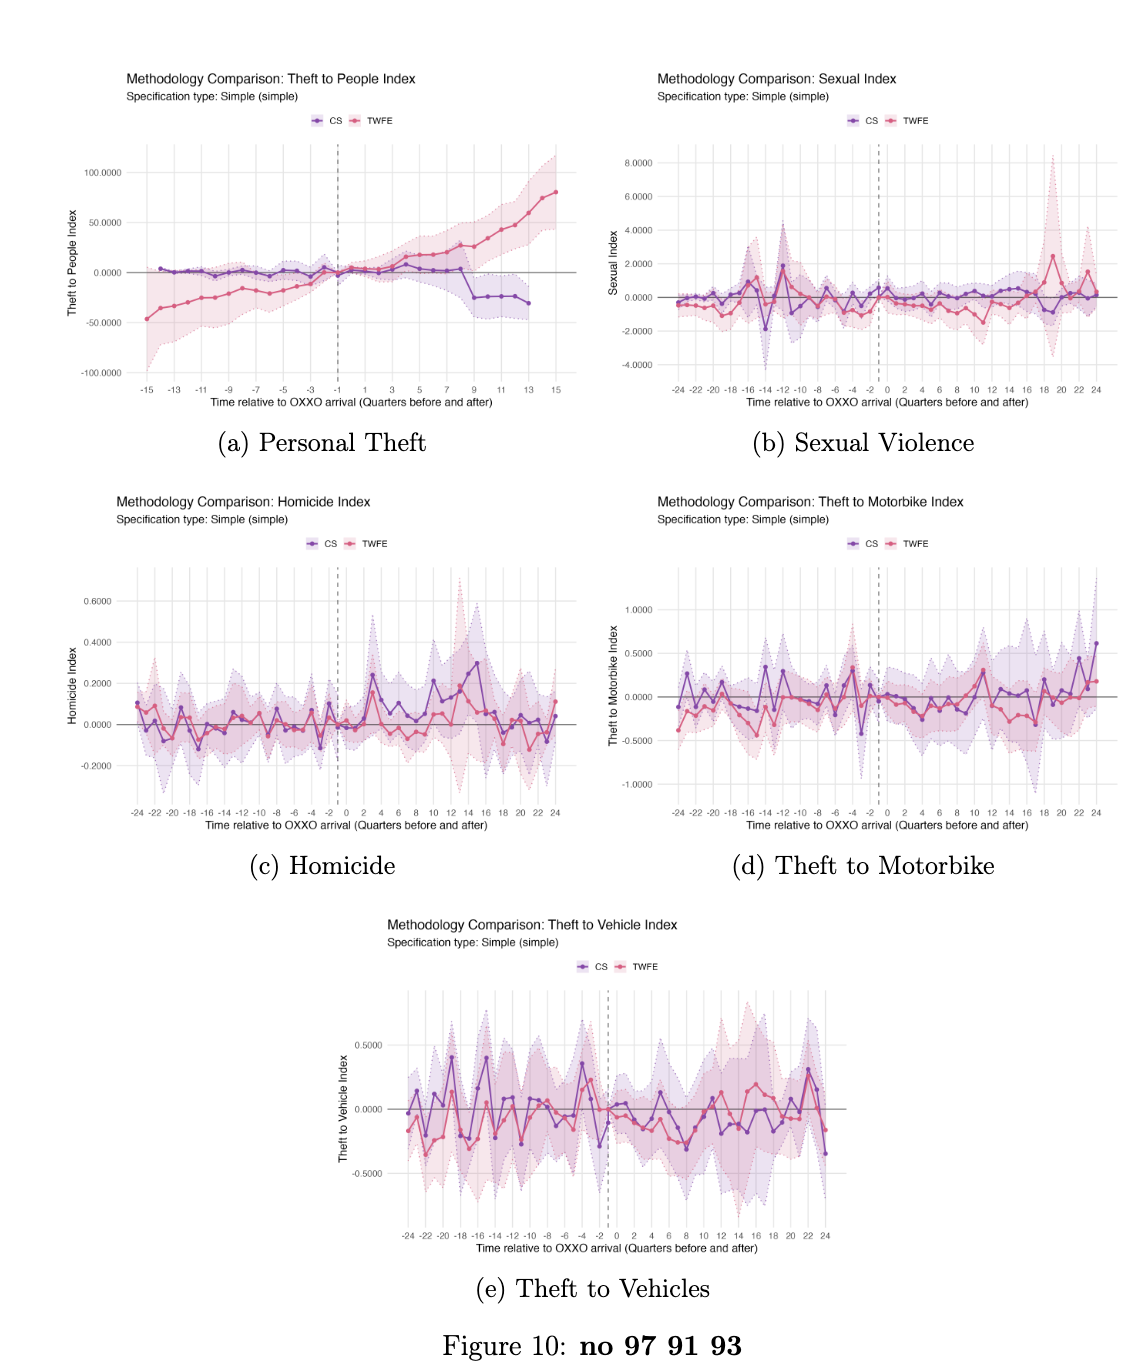 Methodology Comparison: Theft to People Index
Specification type: Simple (simple)
CS TWFE
Theft to People Index
100.0000
50.0000
0.0000
-50.0000
-100.0000
-15 -13 -11 -9 -7 -5 -3 -1 1 3 5 7 9 11 13 15
Time relative to OXXO arrival (Quarters before and after)
(a) Personal Theft
Methodology Comparison: Sexual Index
Specification type: Simple (simple)
CS TWFE
Sexual Index
8.0000
6.0000
4.0000
2.0000
0.0000
-2.0000
-4.0000
-24 -22 -20 -18 -16 -14 -12 -10 -8 -6 -4 -2 0 2 4 6 8 10 12 14 16 18 20 22 24
Time relative to OXXO arrival (Quarters before and after)
(b) Sexual Violence
Methodology Comparison: Homicide Index
Specification type: Simple (simple)
CS TWFE
Homicide Index
0.6000
0.4000
0.2000
0.0000
-0.2000
-24 -22 -20 -18 -16 -14 -12 -10 -8 -6 -4 -2 0 2 4 6 8 10 12 14 16 18 20 22 24
Time relative to OXXO arrival (Quarters before and after)
(c) Homicide
Methodology Comparison: Theft to Motorbike Index
Specification type: Simple (simple)
CS TWFE
Theft to Motorbike Index
1.0000
0.5000
0.0000
-0.5000
-1.0000
-24 -22 -20 -18 -16 -14 -12 -10 -8 -6 -4 -2 0 2 4 6 8 10 12 14 16 18 20 22 24
Time relative to OXXO arrival (Quarters before and after)
(d) Theft to Motorbike
Methodology Comparison: Theft to Vehicle Index
Specification type: Simple (simple)
CS TWFE
Theft to Vehicle Index
0.5000
0.0000
-0.5000
-24 -22 -20 -18 -16 -14 -12 -10 -8 -6 -4 -2 0 2 4 6 8 10 12 14 16 18 20 22 24
Time relative to OXXO arrival (Quarters before and after)
(e) Theft to Vehicles
Figure 10: no 97 91 93